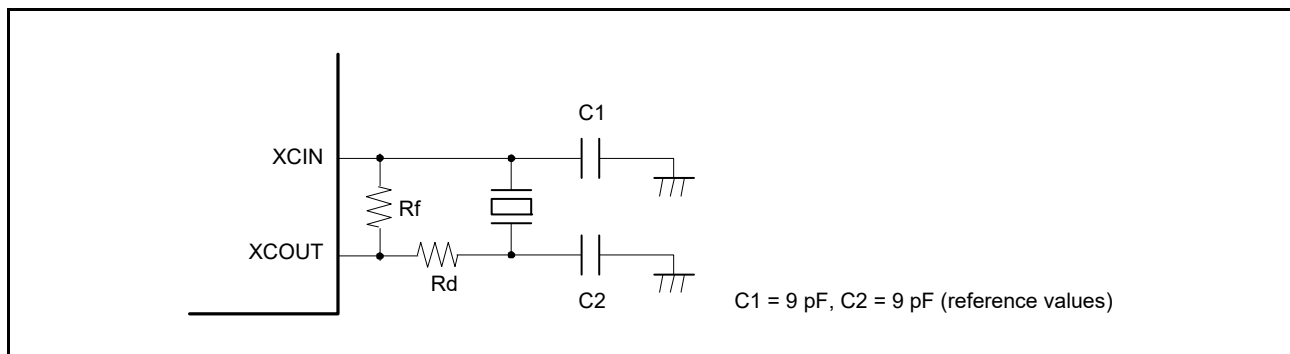 C1
XCIN
Rf
XCOUT
Rd
C2
C1 = 9 pF, C2 = 9 pF (reference values)